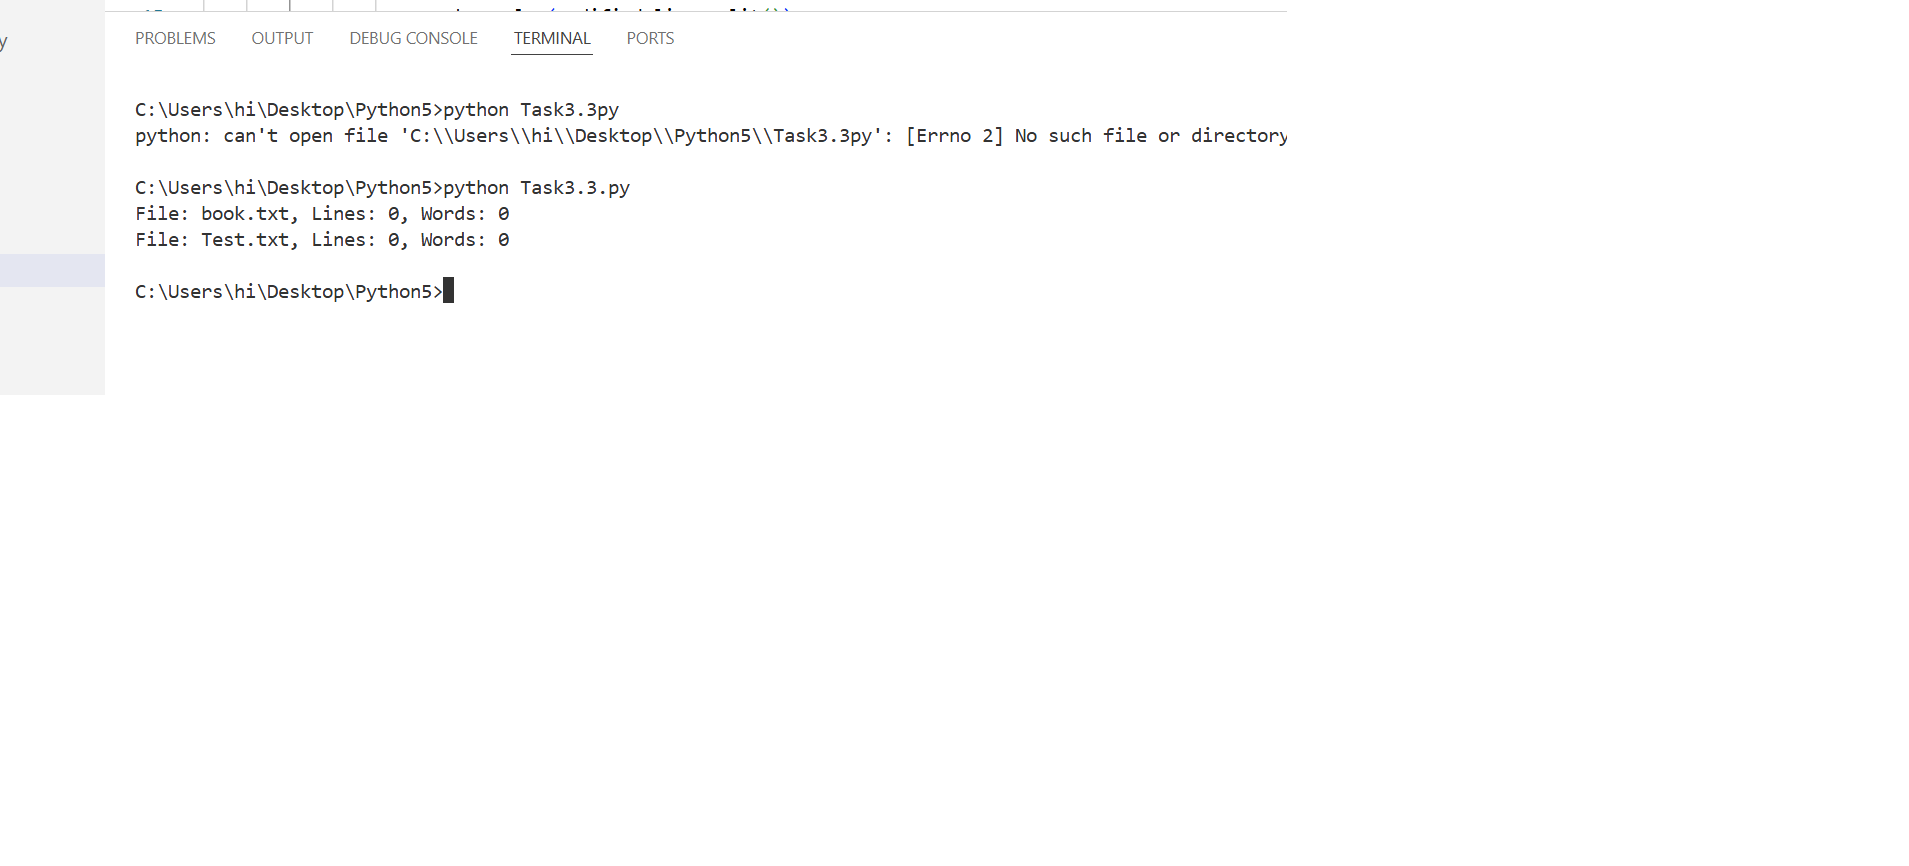 y
PROBLEMS OUTPUT DEBUG CONSOLE TERMINAL PORTS
C:\Users\hi\Desktop\Python5>python Task3.3py
python: can't open file 'C:\\Users\\hi\\Desktop\\Python5\\Task3.3py': [Errno 2] No such file or directory
C:\Users\hi\Desktop\Python5>python Task3.3.py
File: book.txt, Lines: 0, Words: 0
File: Test.txt, Lines: 0, Words: 0
C:\Users\hi\Desktop\Python5>